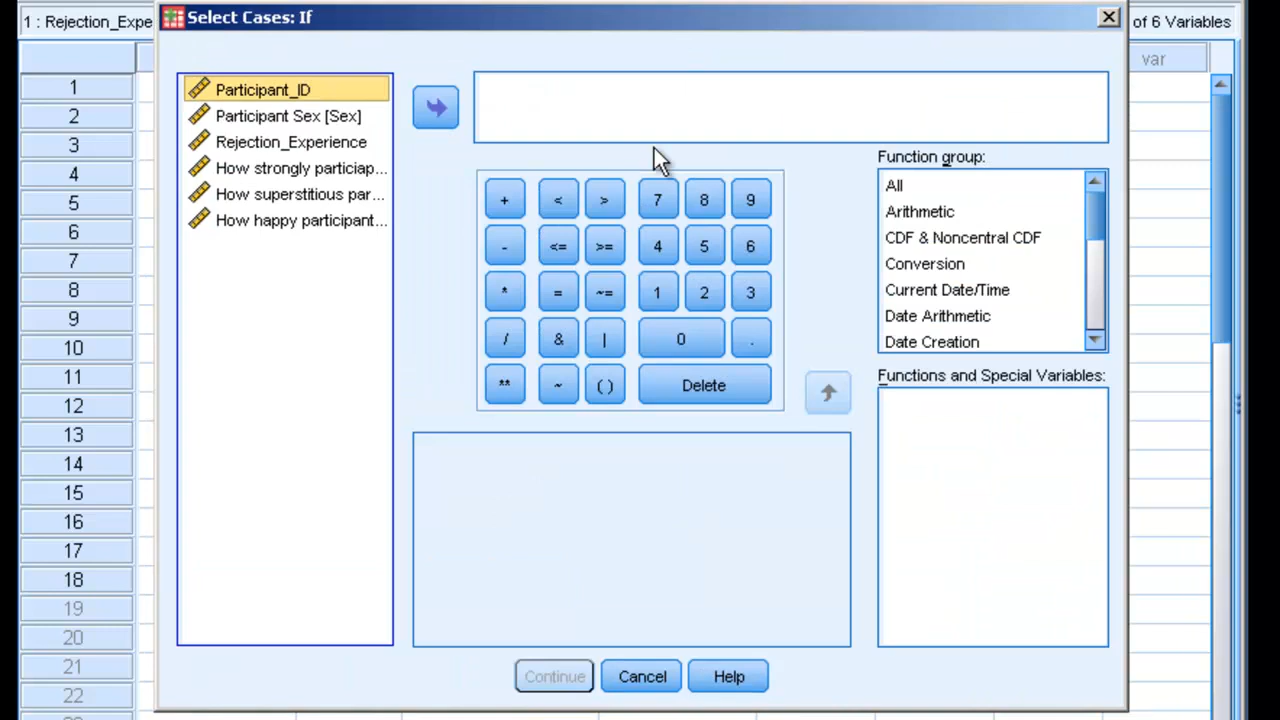 1 : Rejection_Expe
Select Cases: If
of 6 Variables
var
1
2
3
4
5
6
7
8
9
10
11
12
13
14
15
16
17
18
19
20
21
22
Participant_ID
Participant Sex [Sex]
Rejection_Experience
How strongly particiap...
How superstitious par...
How happy participant...
+ < > 7 8 9
- <= >= 4 5 6
* = ~= 1 2 3
/ & | 0 .
** ~ ( ) Delete
Function group:
All
Arithmetic
CDF & Noncentral CDF
Conversion
Current Date/Time
Date Arithmetic
Date Creation
Functions and Special Variables:
Continue Cancel Help